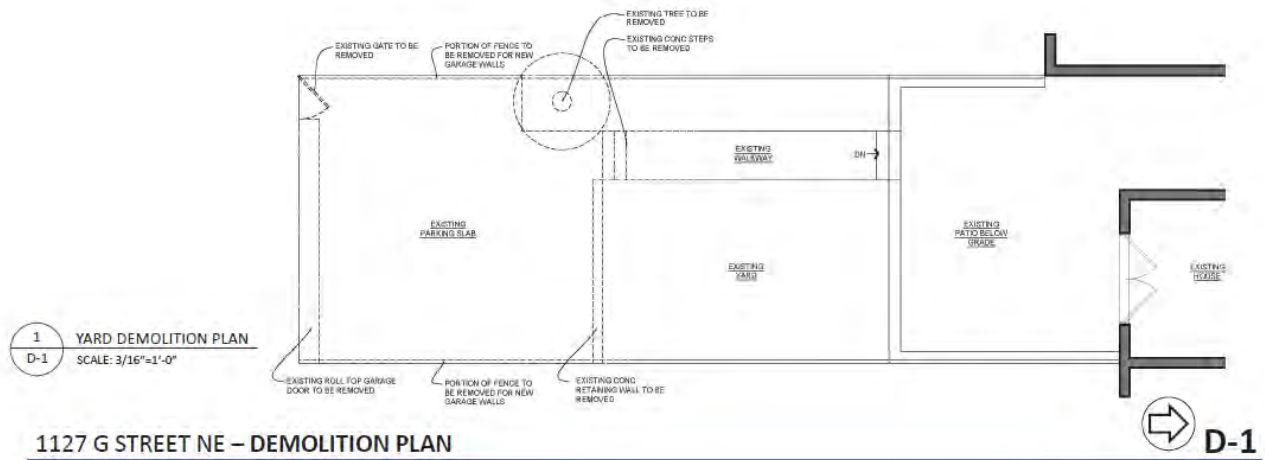 EXISTING TREE TO BE
REMOVED
EXISTING GATE TO BE
REMOVED
PORTION OF FENCE TO
BE REMOVED FOR NEW
GARAGE WALLS
EXISTING CONC STEPS
TO BE REMOVED
EXISTING
WALKWAY
DN
EXISTING
PARKING SLAB
EXISTING
PATIO BELOW
GRADE
EXISTING
YARD
EXISTING
HOUSE
1
D-1
YARD DEMOLITION PLAN
SCALE: 3/16"=1'-0"
EXISTING ROLL TOP GARAGE
DOOR TO BE REMOVED
PORTION OF FENCE TO
BE REMOVED FOR NEW
GARAGE WALLS
EXISTING CONC
RETAINING WALL TO BE
REMOVED
1127 G STREET NE – DEMOLITION PLAN
D-1